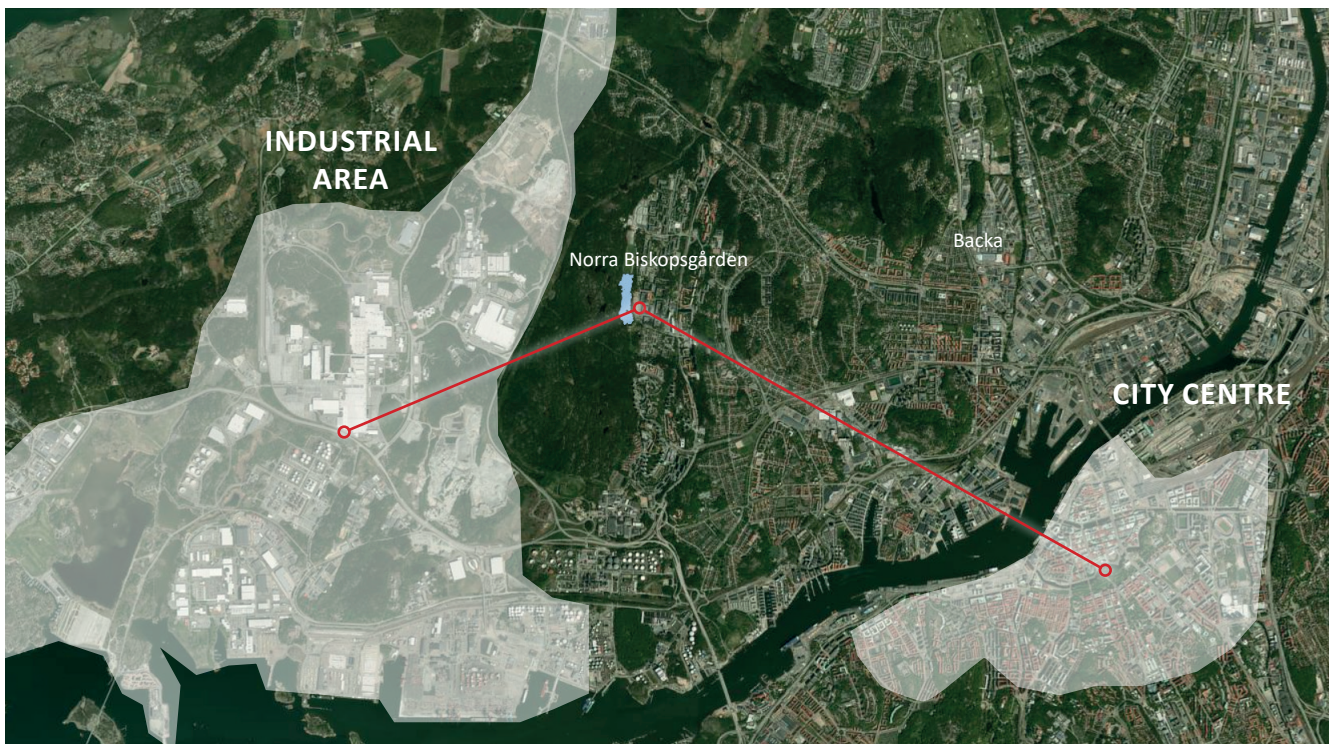 INDUSTRIAL
AREA
Backa
Norra Biskopsgården
CITY CENTRE